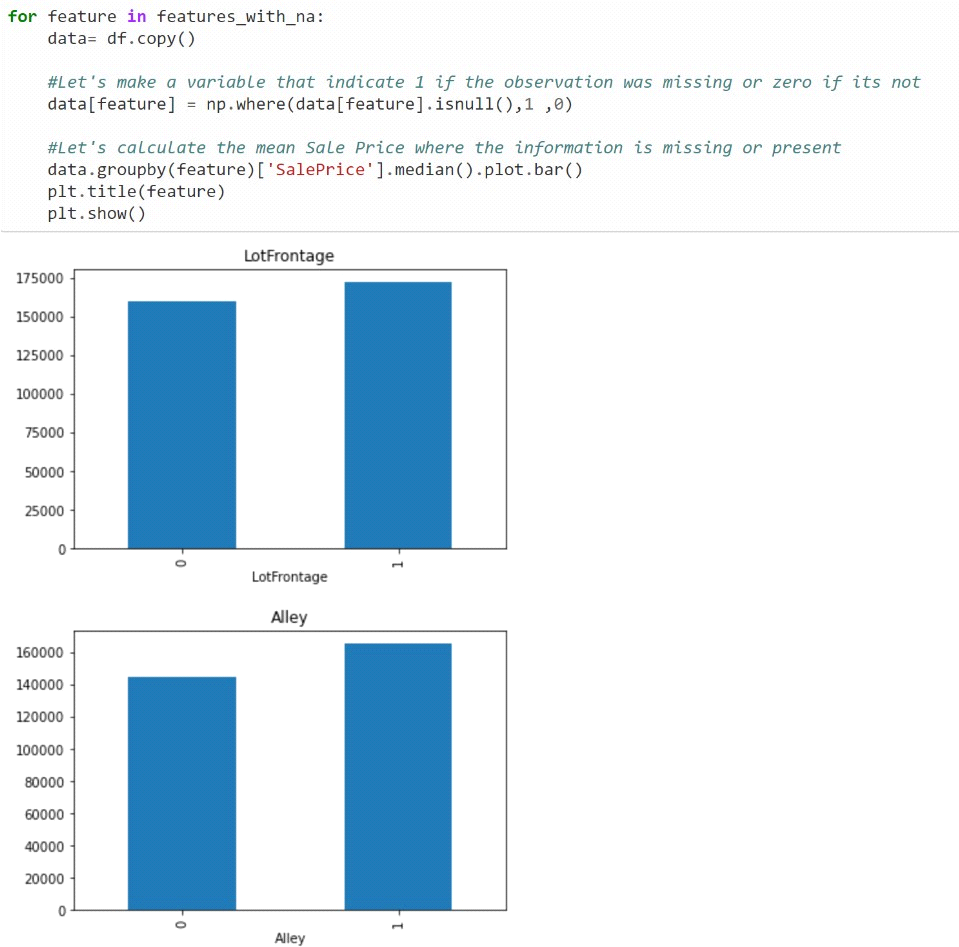 for feature in features_with_na:
    data= df.copy()
    #Let's make a variable that indicate 1 if the observation was missing or zero if its not
    data[feature] = np.where(data[feature].isnull(),1 ,0)
    #Let's calculate the mean Sale Price where the information is missing or present
    data.groupby(feature)['SalePrice'].median().plot.bar()
    plt.title(feature)
    plt.show()
LotFrontage
175000
150000
125000
100000
75000
50000
25000
0
0 1
LotFrontage
Alley
160000
140000
120000
100000
80000
60000
40000
20000
0
0 1
Alley